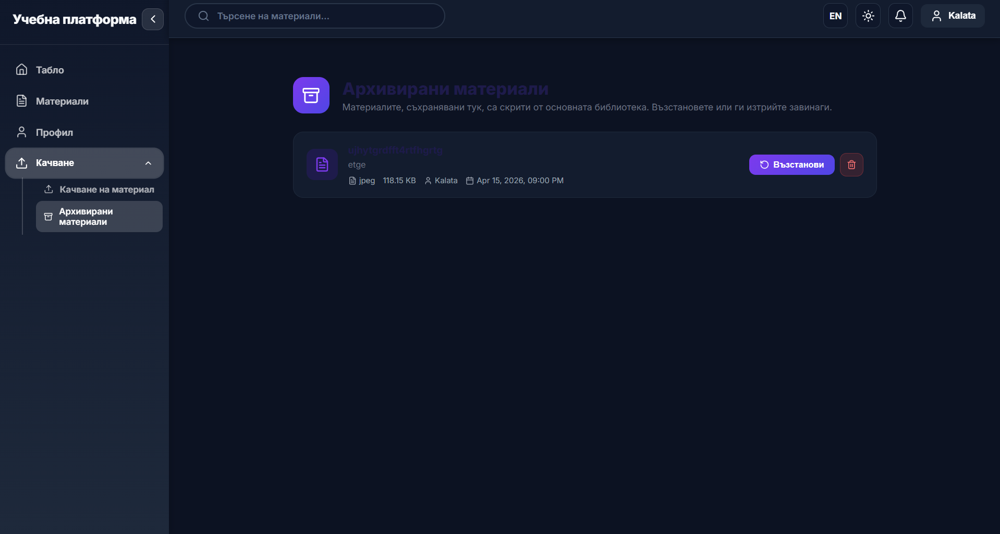 Учебна платформа
Търсене на материали...
EN
Kalata
Табло
Материали
Профил
Качване
Качване на материал
Архивирани
материали
Архивирани материали
Материалите, съхранявани тук, са скрити от основната библиотека. Възстановете или ги изтрийте завинаги.
ujhytgrdfft4rtfhgrtg
etge
jpeg 118.15 KB Kalata Apr 15, 2026, 09:00 PM
Възстанови